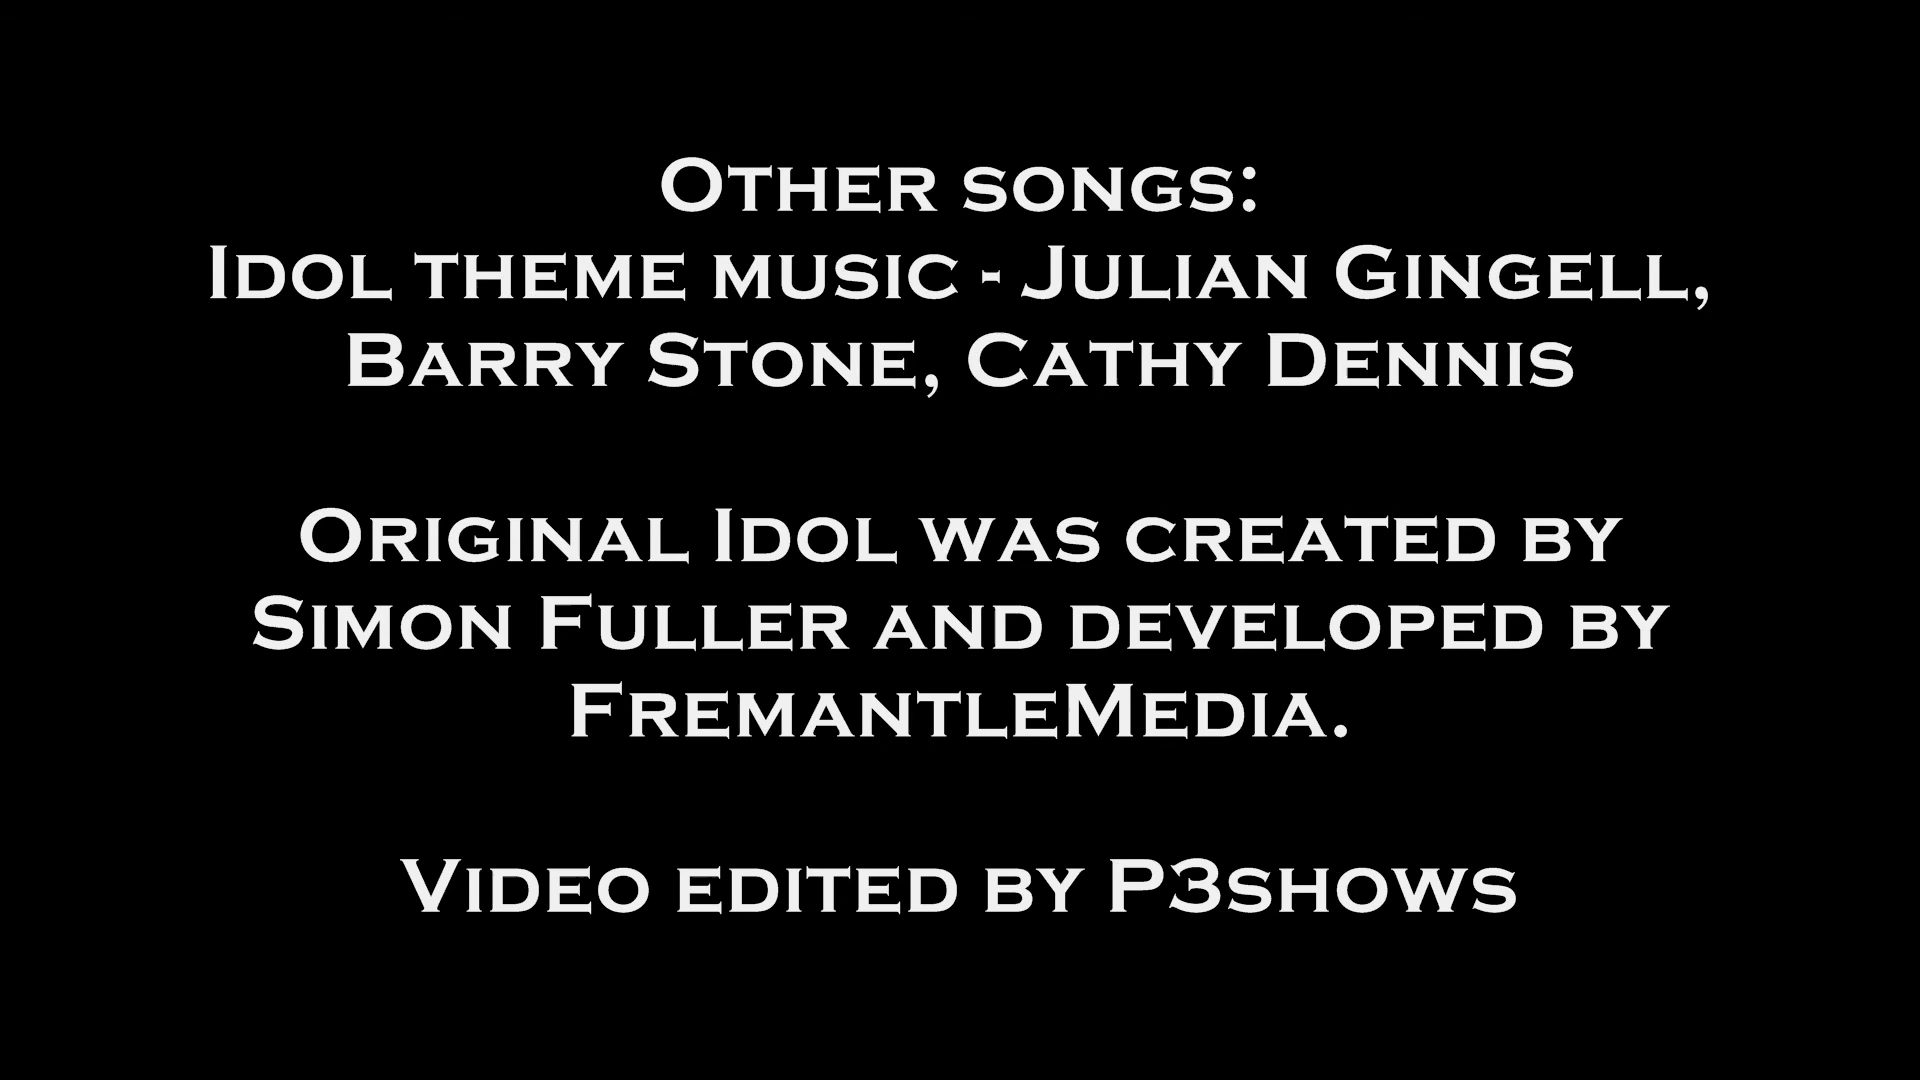 Other songs:
Idol theme music - Julian Gingell,
Barry Stone, Cathy Dennis
Original Idol was created by
Simon Fuller and developed by
FremantleMedia.
Video edited by P3shows